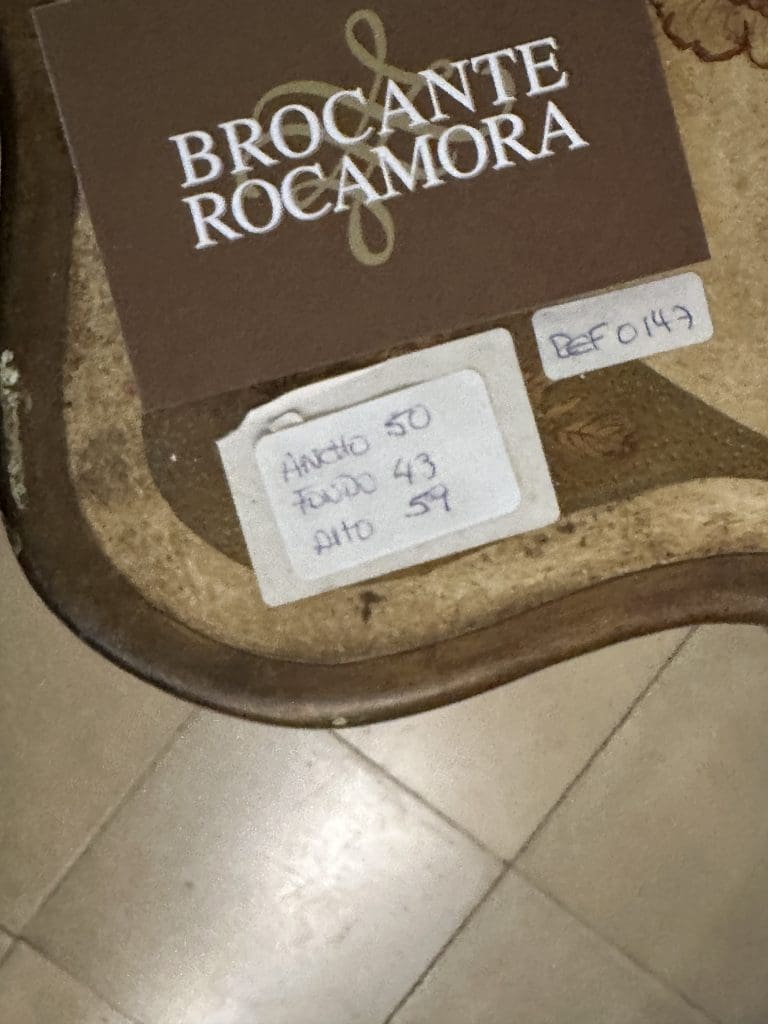 BROCANTE
ROCAMORA
REF 0147
ANCHO 50
FONDO 43
Alto 59